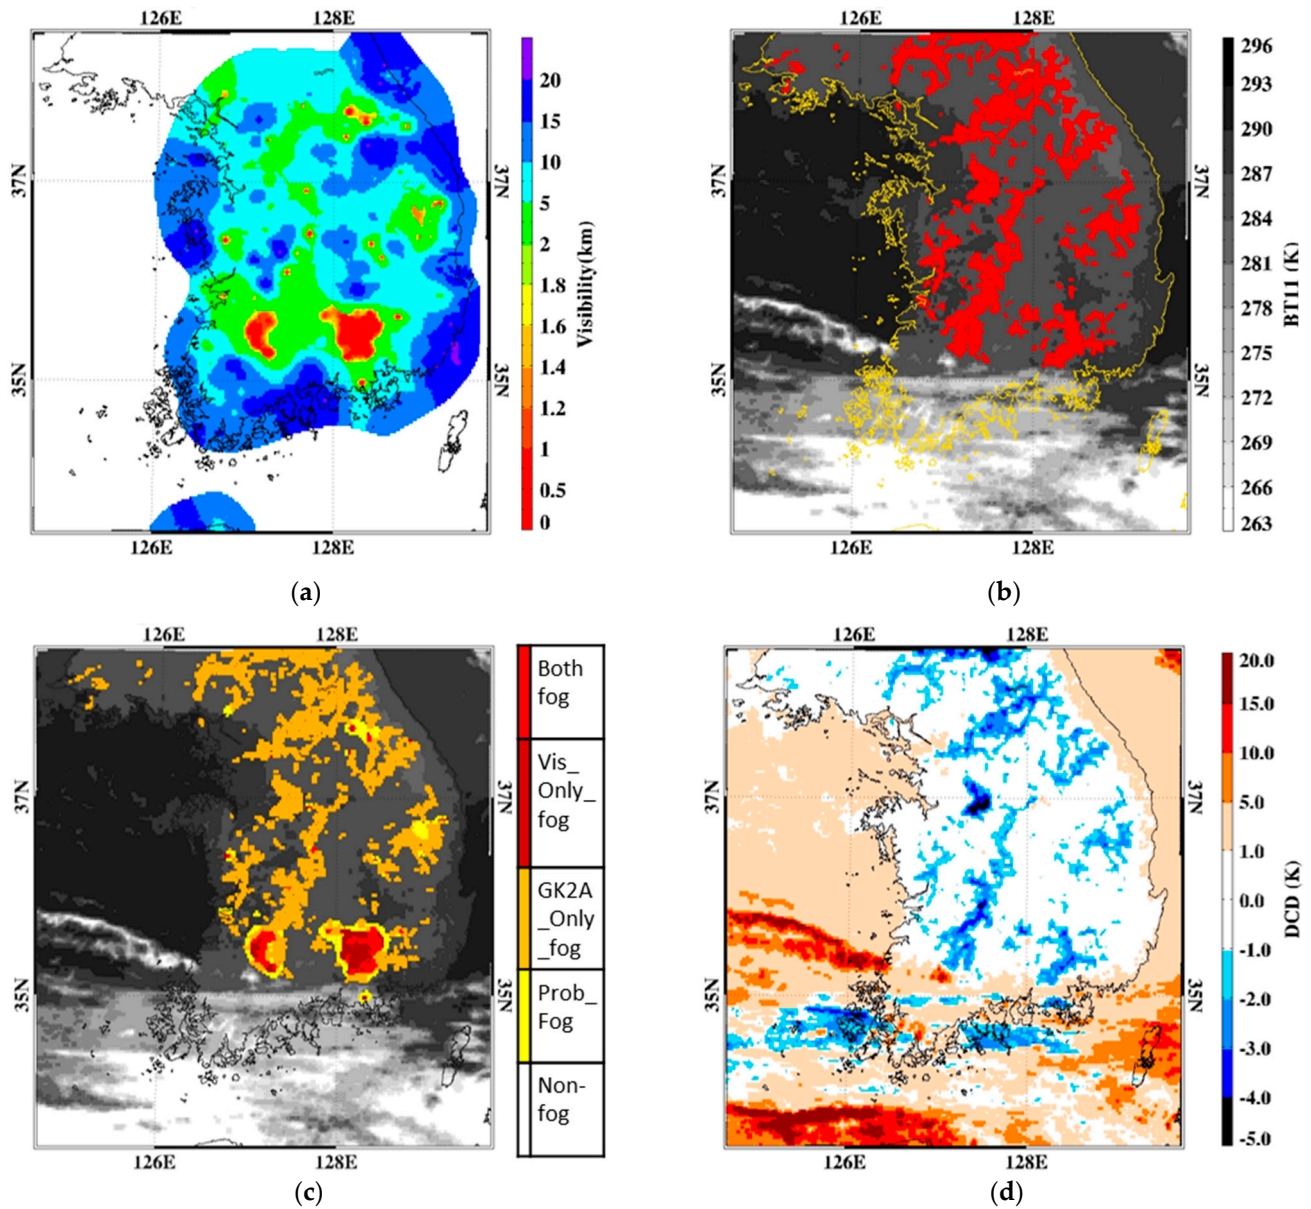 126E 128E
37N
35N
37N
35N
126E 128E
20
15
10
5
2
1.8
1.6
1.4
1.2
1
0.5
0
Visibility(km)
(a)
126E 128E
37N
35N
37N
35N
126E 128E
296
293
290
287
284
281
278
275
272
269
266
263
BT11 (K)
(b)
126E 128E
37N
35N
37N
35N
126E 128E
Both
fog
Vis_
Only_
fog
GK2A
_Only
_fog
Prob_
Fog
Non-
fog
(c)
126E 128E
37N
35N
37N
35N
126E 128E
20.0
15.0
10.0
5.0
1.0
0.0
-1.0
-2.0
-3.0
-4.0
-5.0
DCD (K)
(d)